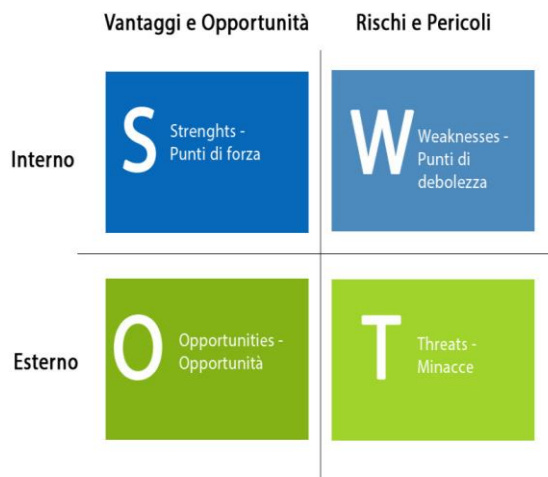 Vantaggi e Opportunità
Rischi e Pericoli
Interno
S
Strenghts -
Punti di forza
W
Weaknesses -
Punti di
debolezza
Esterno
O
Opportunities -
Opportunità
T
Threats -
Minacce